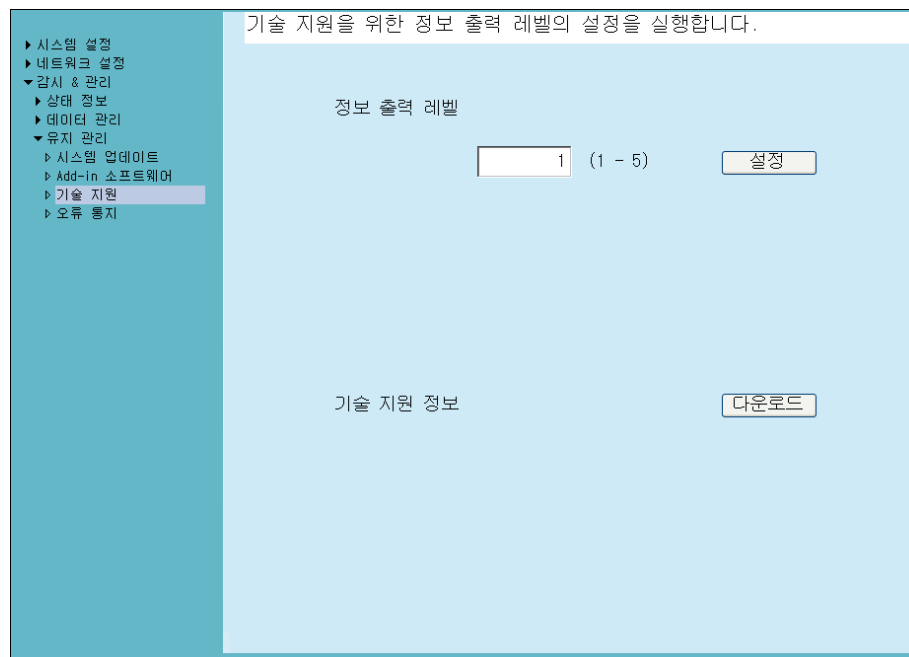 기술 지원을 위한 정보 출력 레벨의 설정을 실행합니다.
시스템 설정
네트워크 설정
감시 & 관리
상태 정보
데이터 관리
유지 관리
시스템 업데이트
Add-in 소프트웨어
기술 지원
오류 통지
정보 출력 레벨
1 (1 - 5) 설정
기술 지원 정보 다운로드